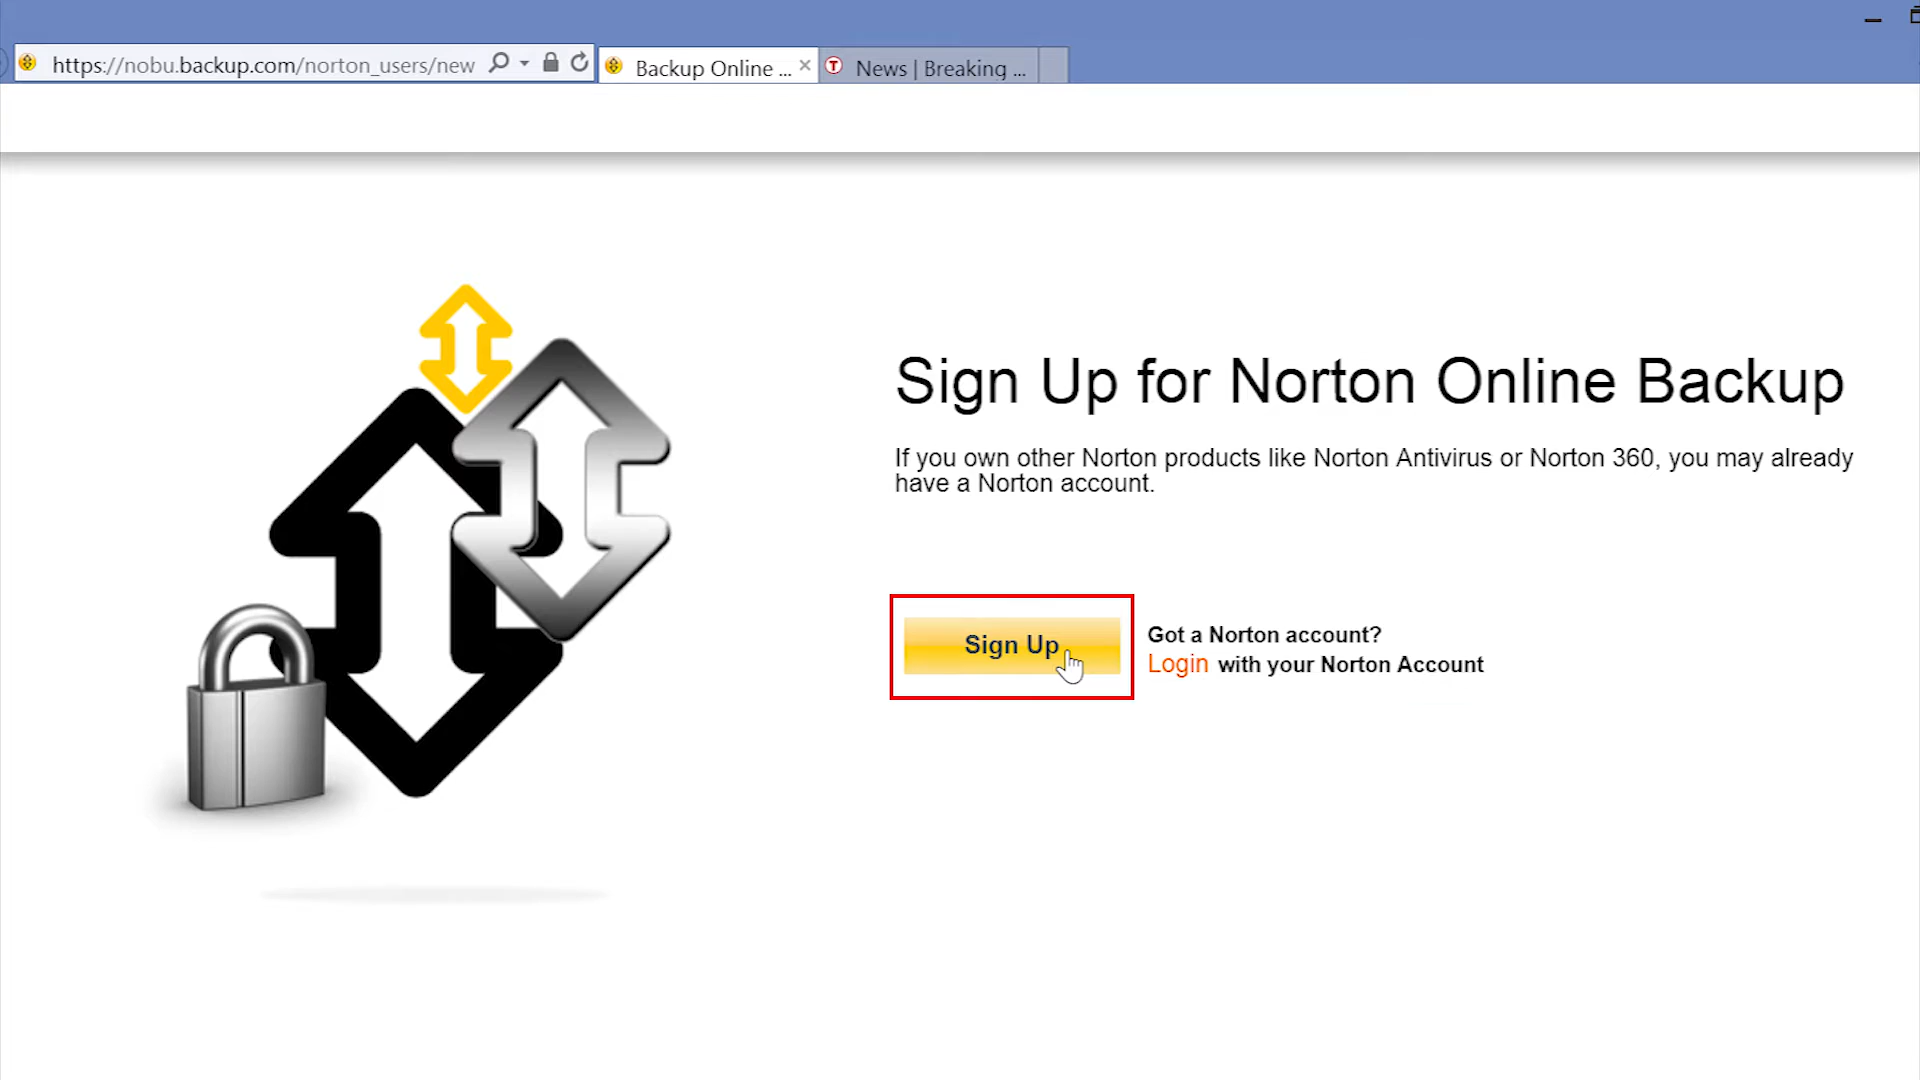 https://nobu.backup.com/norton_users/new
Backup Online ...
T News | Breaking ...
Sign Up for Norton Online Backup
If you own other Norton products like Norton Antivirus or Norton 360, you may already
have a Norton account.
Sign Up
Got a Norton account?
Login with your Norton Account